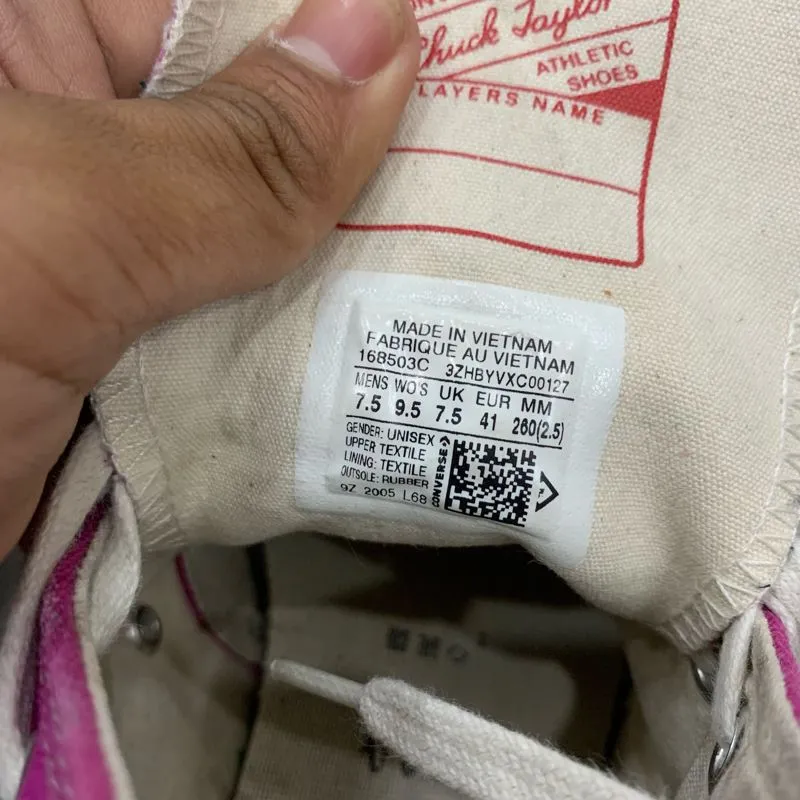 Chuck Taylor
ATHLETIC
SHOES
LAYERS NAME
MADE IN VIETNAM
FABRIQUE AU VIETNAM
168503C 3ZHBYVXC00127
MENS WO'S UK EUR MM
7.5 9.5 7.5 41 260(2.5)
GENDER: UNISEX
UPPER TEXTILE
LINING: TEXTILE
OUTSOLE: RUBBER
9Z 2005 L68
CONVERSE